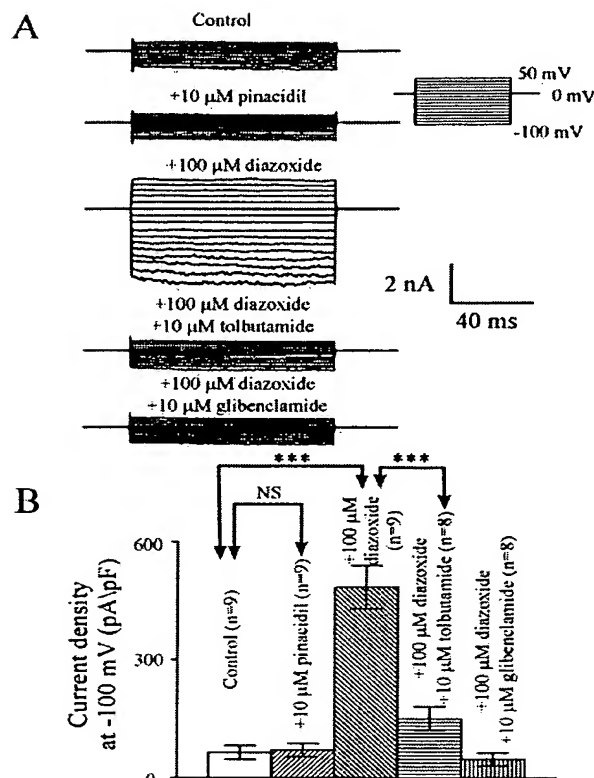 A
Control
50 mV
0 mV
-100 mV
+10 μM pinacidil
+100 μM diazoxide
2 nA
40 ms
+100 μM diazoxide
+10 μM tolbutamide
+100 μM diazoxide
+10 μM glibenclamide
B
***
***
NS
600
300
0
Current density
at -100 mV (pA\pF)
Control (n=9)
+10 μM pinacidil (n=9)
+100 μM
diazoxide
(n=9)
+100 μM diazoxide
+10 μM tolbutamide (n=8)
+100 μM diazoxide
+10 μM glibenclamide (n=8)